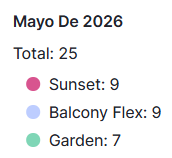 Mayo De 2026
Total: 25
Sunset: 9
Balcony Flex: 9
Garden: 7